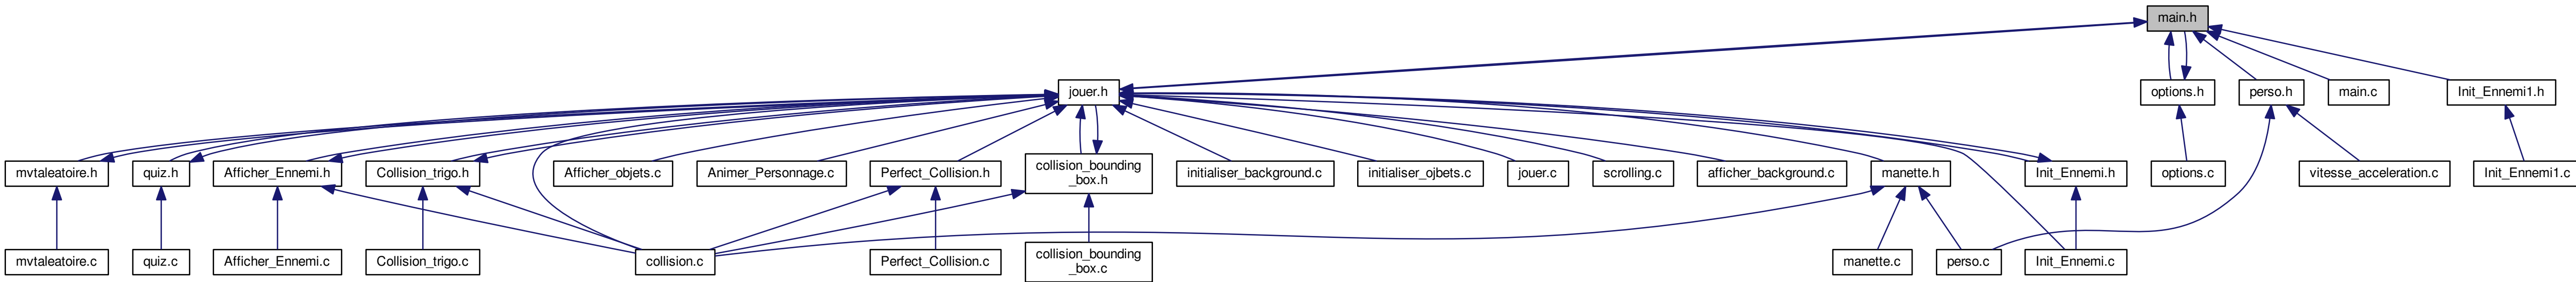 main.h
jouer.h
options.h
perso.h
main.c
Init_Ennemi1.h
mvtaleatoire.h
quiz.h
Afficher_Ennemi.h
Collision_trigo.h
Afficher_objets.c
Animer_Personnage.c
Perfect_Collision.h
collision_bounding
_box.h
initialiser_background.c
initialiser_ojbets.c
jouer.c
scrolling.c
afficher_background.c
manette.h
Init_Ennemi.h
options.c
vitesse_acceleration.c
Init_Ennemi1.c
mvtaleatoire.c
quiz.c
Afficher_Ennemi.c
Collision_trigo.c
collision.c
Perfect_Collision.c
collision_bounding
_box.c
manette.c
perso.c
Init_Ennemi.c